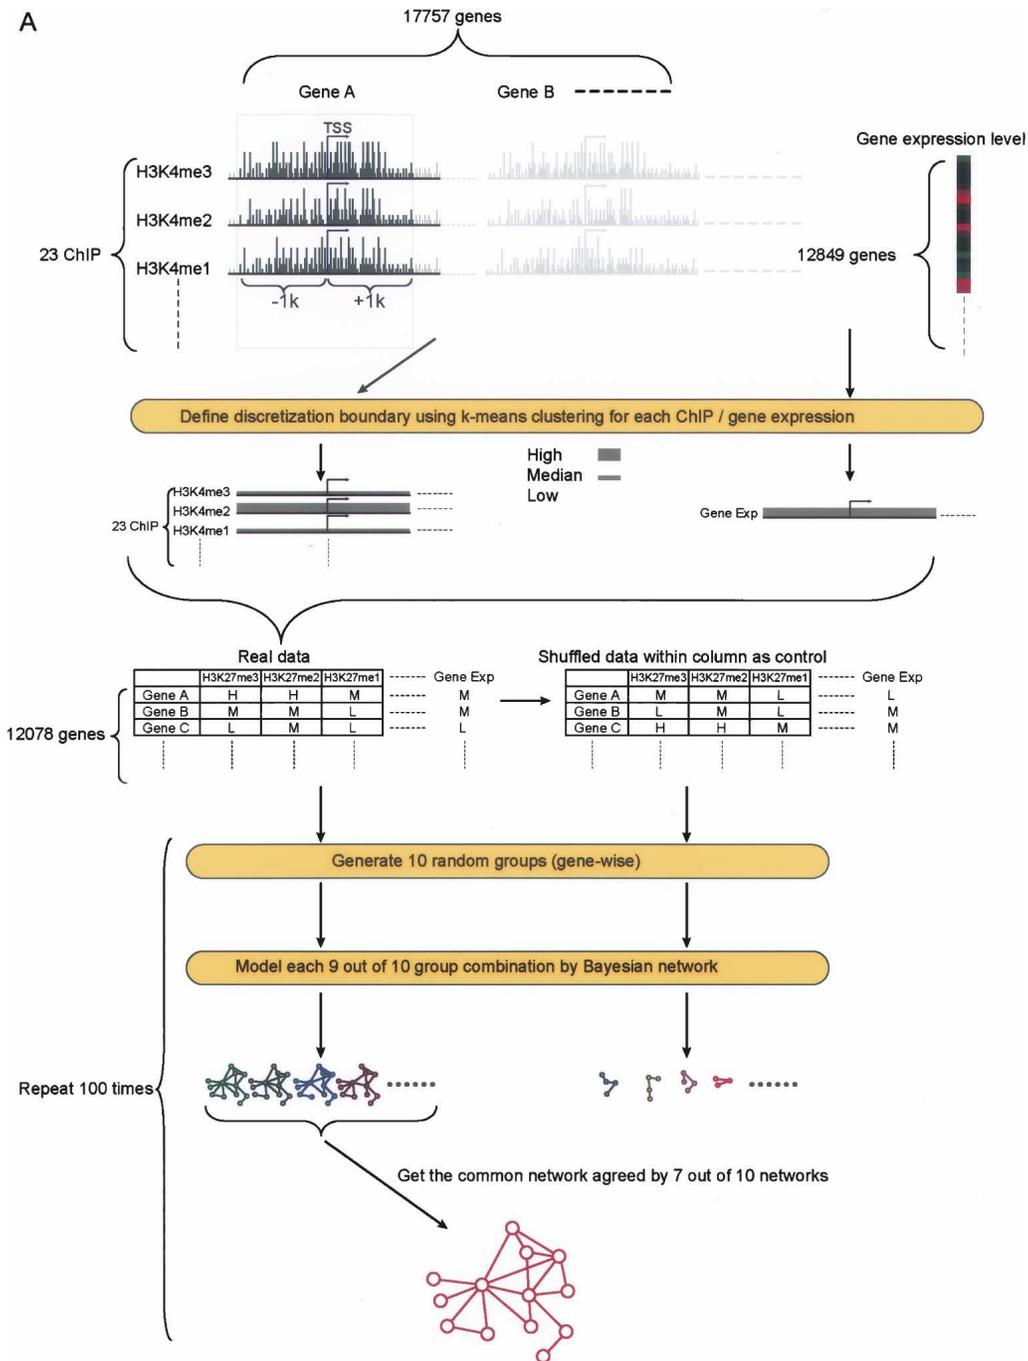 A
17757 genes
Gene A
Gene B
TSS
Gene expression level
H3K4me3
H3K4me2
23 ChIP
H3K4me1
12849 genes
-1k
+1k
Define discretization boundary using k-means clustering for each ChIP / gene expression
High
Median
Low
H3K4me3
H3K4me2
H3K4me1
23 ChIP
Gene Exp
Real data
Shuffled data within column as control
H3K27me3 H3K27me2 H3K27me1 Gene Exp
Gene A H H M M
Gene B M M L M
Gene C L M L L
H3K27me3 H3K27me2 H3K27me1 Gene Exp
Gene A M M L L
Gene B L M L M
Gene C H H M M
12078 genes
Generate 10 random groups (gene-wise)
Model each 9 out of 10 group combination by Bayesian network
Repeat 100 times
Get the common network agreed by 7 out of 10 networks